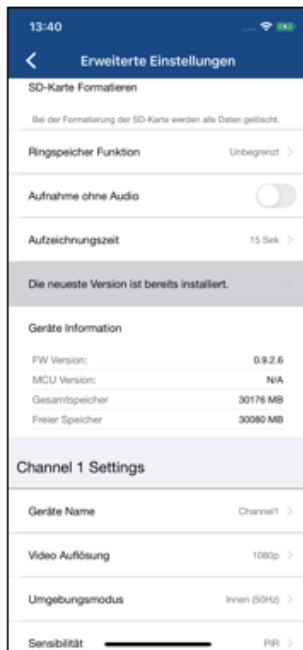 13:40
Erweiterte Einstellungen
SD-Karte Formatieren
Bei der Formatierung der SD-Karte werden alle Daten gelöscht.
Ringspeicher Funktion Unbegrenzt
Aufnahme ohne Audio
Aufzeichnungszeit 15 Sek
Die neueste Version ist bereits installiert.
Geräte Information
FW Version: 0.9.2.6
MCU Version: N/A
Gesamtspeicher 30176 MB
Freier Speicher 30080 MB
Channel 1 Settings
Geräte Name Channel1
Video Auflösung 1080p
Umgebungsmodus Innen (50Hz)
Sensibilität PIR